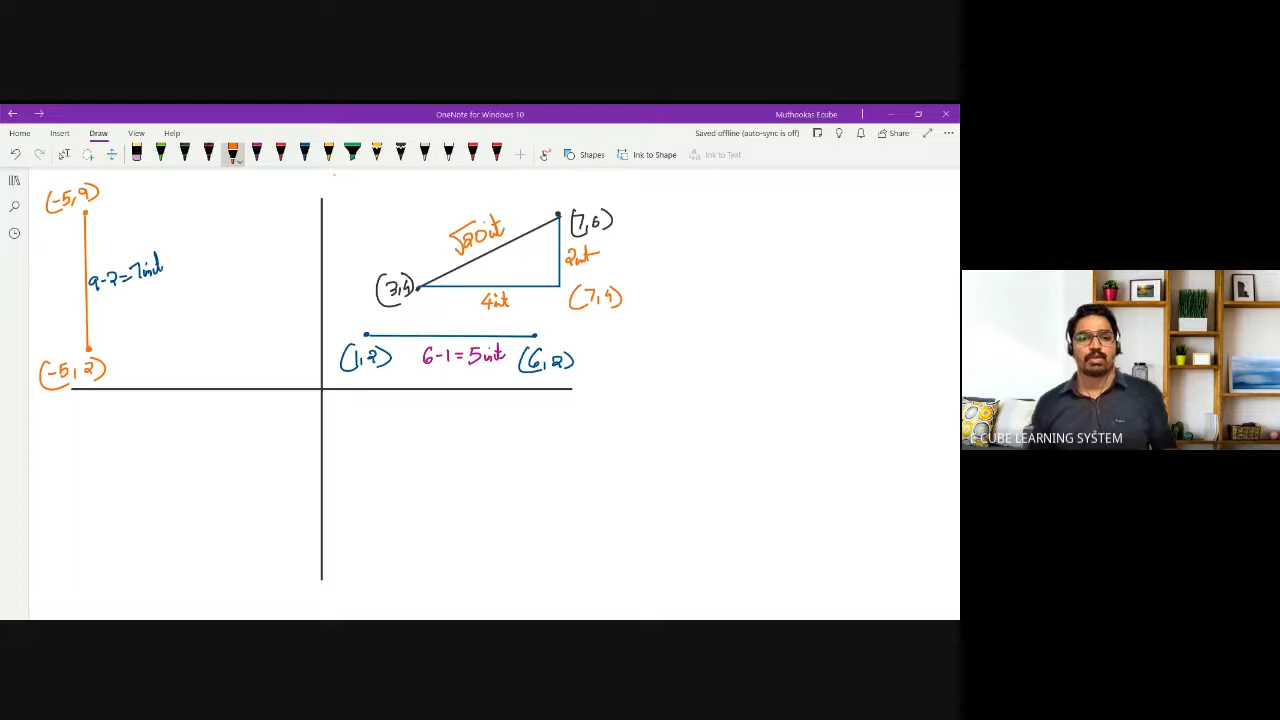 OneNote for Windows 10
Muthookas Ecube
Home Insert Draw View Help
Saved offline (auto-sync is off)
Share
Shapes
Ink to Shape
Ink to Text
(-5, 9)
9-2=7unit
(-5, 2)
(7,6)
√20unit
2unit
(3,4)
4unit
(7,4)
(1,2)
6-1=5unit
(6,2)
E CUBE LEARNING SYSTEM